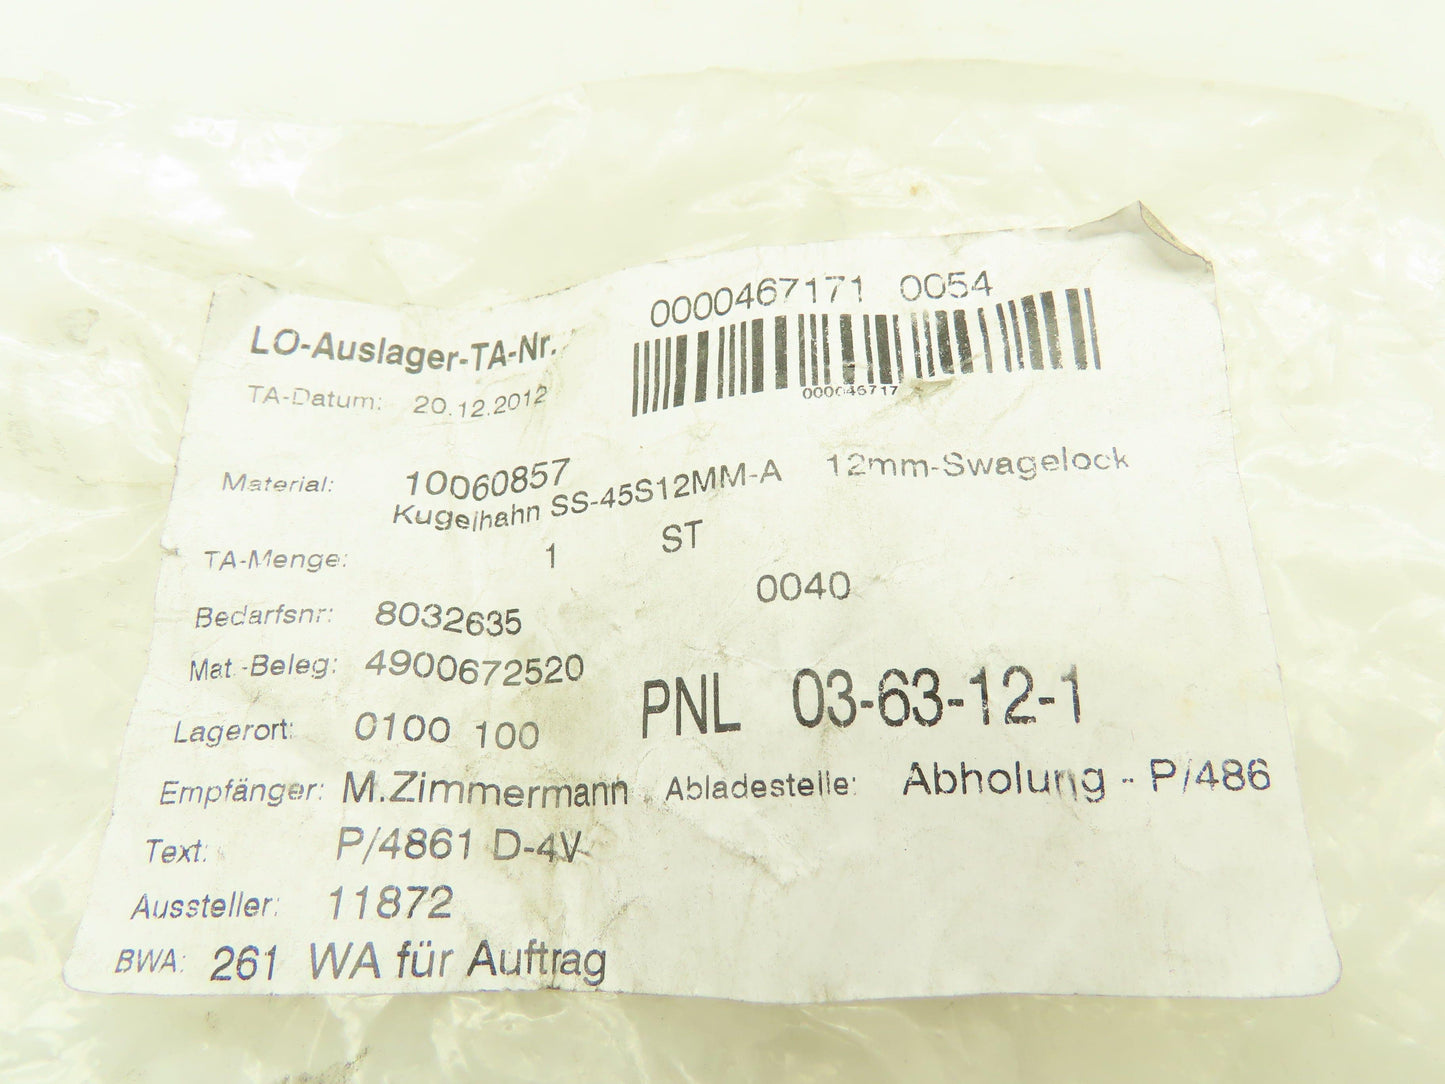 LO-Auslager-TA-Nr. 0000467171 0054
000046717
TA-Datum: 20.12.2012
Material: 10060857
Kugelhahn SS-45S12MM-A 12mm-Swagelock
TA-Menge: 1 ST
0040
Bedarfsnr: 8032635
Mat.-Beleg: 4900672520
Lagerort: 0100 100 PNL 03-63-12-1
Empfänger: M.Zimmermann Abladestelle: Abholung - P/486
Text: P/4861 D-4V
Aussteller: 11872
BWA: 261 WA für Auftrag